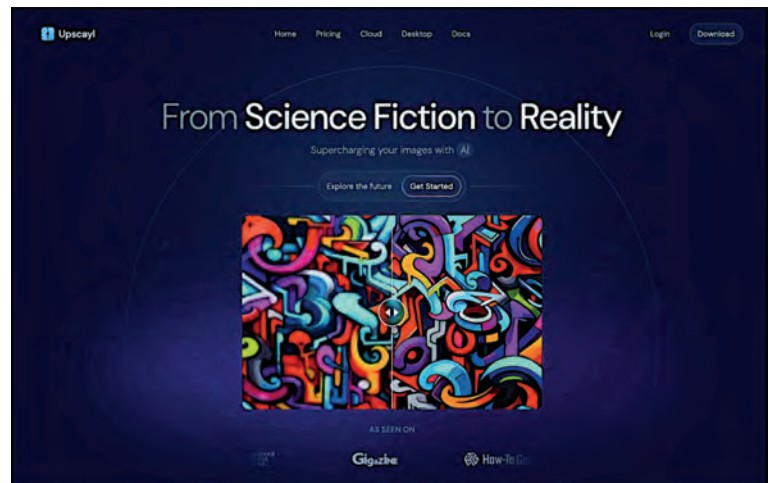 Upscayl
Home Pricing Cloud Desktop Docs
Login Download
From Science Fiction to Reality
Supercharging your images with AI
Explore the future Get Started
AS SEEN ON
GIGAZINE How-To